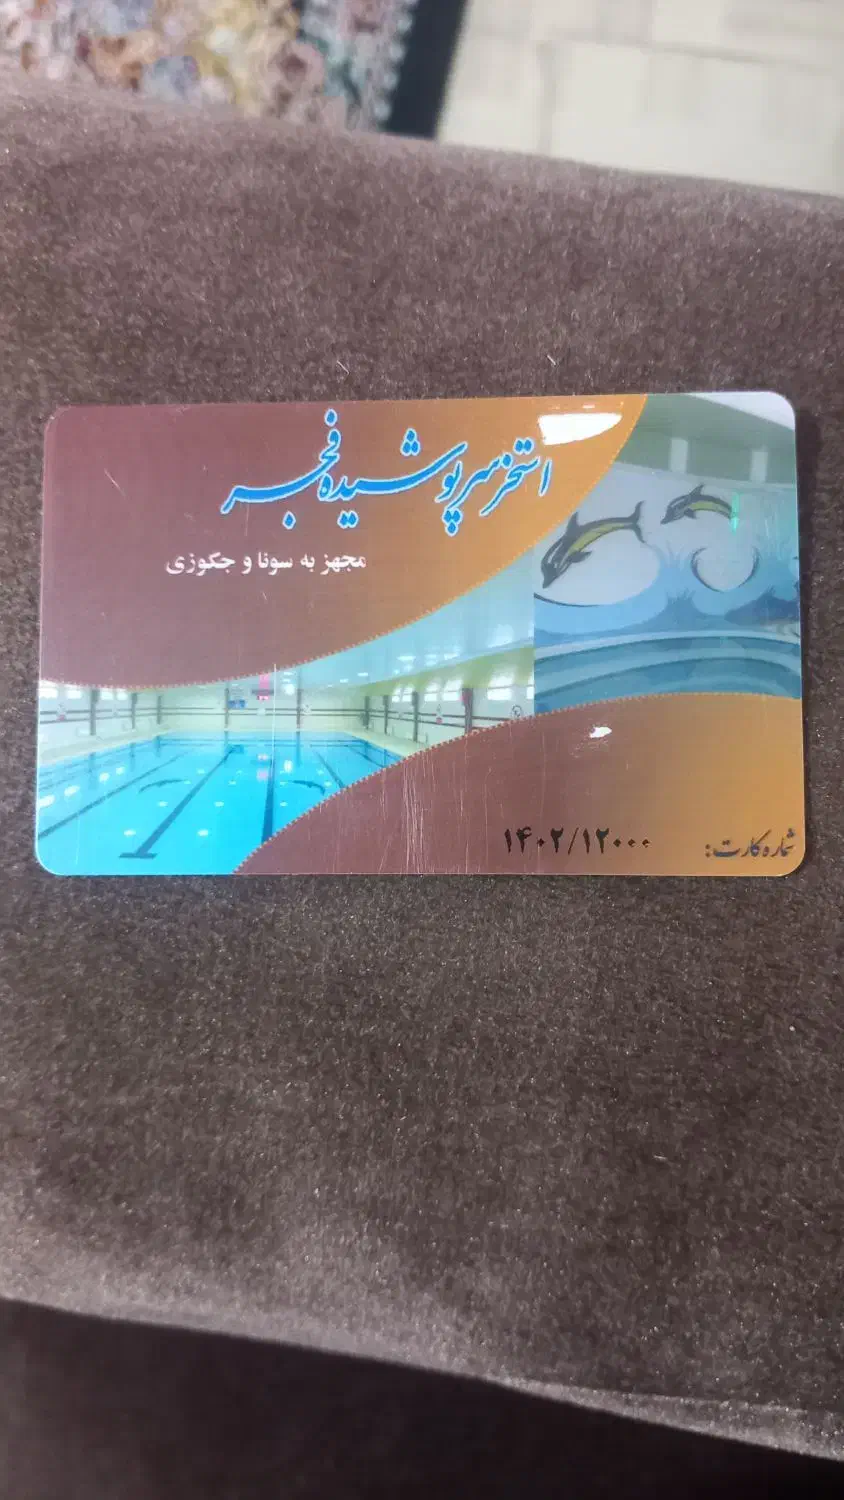 استخر سرپوشیده فجر
مجهز به سونا و جکوزی
شماره کارت: ۱۴۰۲/۱۲۰۰۰